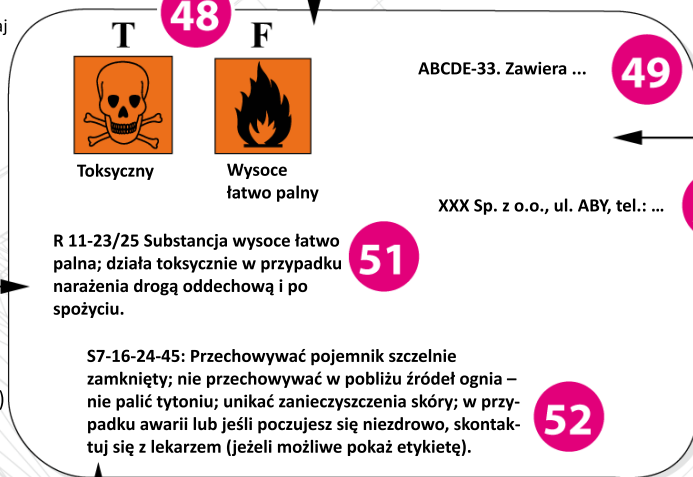 aj
48
T F
ABCDE-33. Zawiera ...
49
Toksyczny
Wysoce
łatwo palny
XXX Sp. z o.o., ul. ABY, tel.: ...
R 11-23/25 Substancja wysoce łatwo
palna; działa toksycznie w przypadku
narażenia drogą oddechową i po
spożyciu.
51
S7-16-24-45: Przechowywać pojemnik szczelnie
zamknięty; nie przechowywać w pobliżu źródeł ognia –
nie palić tytoniu; unikać zanieczyszczenia skóry; w przy-
padku awarii lub jeśli poczujesz się niezdrowo, skontak-
tuj się z lekarzem (jeżeli możliwe pokaż etykietę).
52
)